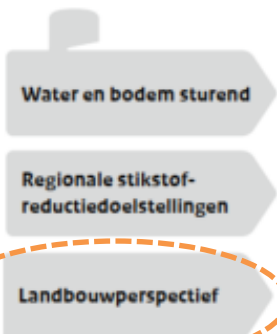 Water en bodem sturend
Regionale stikstof-
reductiedoelstellingen
Landbouwperspectief